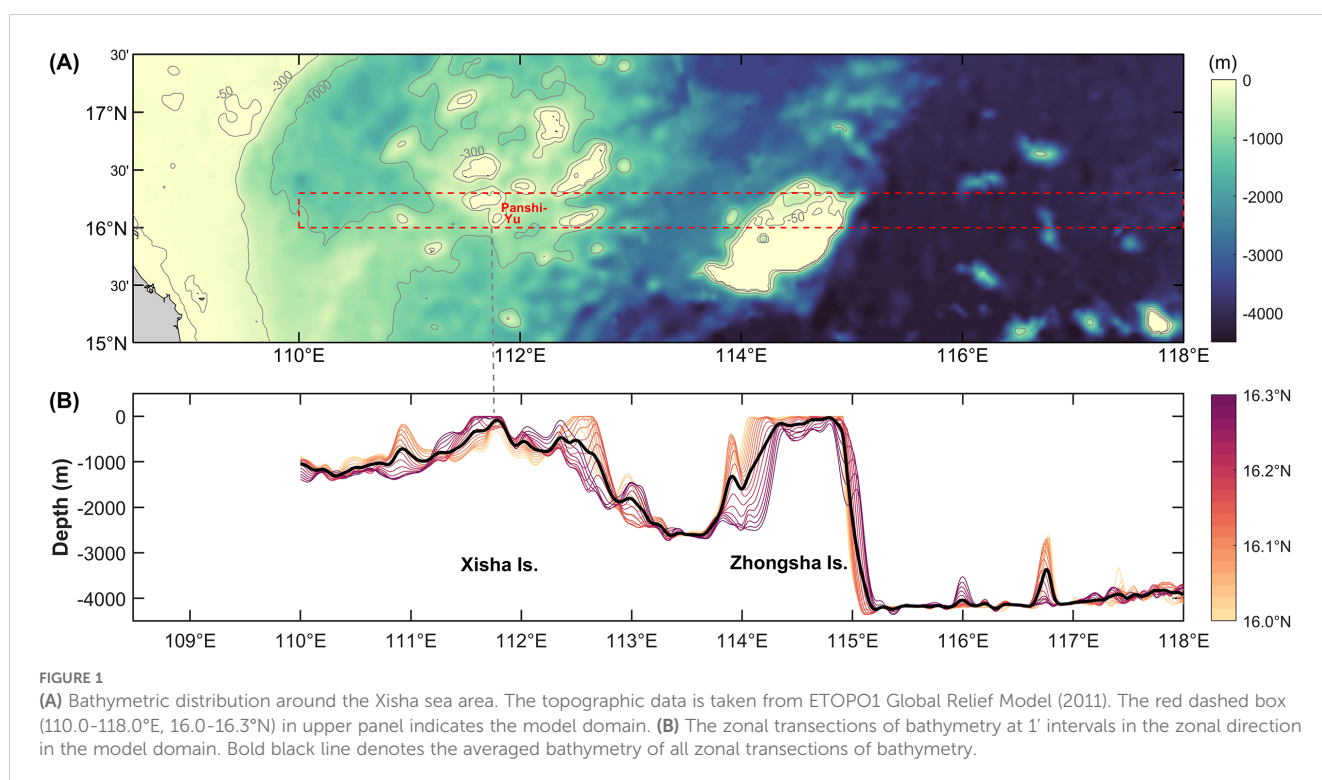 (A)
30'
17°N
30'
16°N
30'
15°N
-50
-300
-1000
-300
Panshi-
Yu
-50
110°E
112°E
114°E
116°E
118°E
(m)
0
-1000
-2000
-3000
-4000
(B)
0
-1000
-2000
-3000
-4000
Depth (m)
Xisha Is.
Zhongsha Is.
109°E
110°E
111°E
112°E
113°E
114°E
115°E
116°E
117°E
118°E
16.3°N
16.2°N
16.1°N
16.0°N
FIGURE 1
(A) Bathymetric distribution around the Xisha sea area. The topographic data is taken from ETOPO1 Global Relief Model (2011). The red dashed box
(110.0-118.0°E, 16.0-16.3°N) in upper panel indicates the model domain. (B) The zonal transections of bathymetry at 1′ intervals in the zonal direction
in the model domain. Bold black line denotes the averaged bathymetry of all zonal transections of bathymetry.